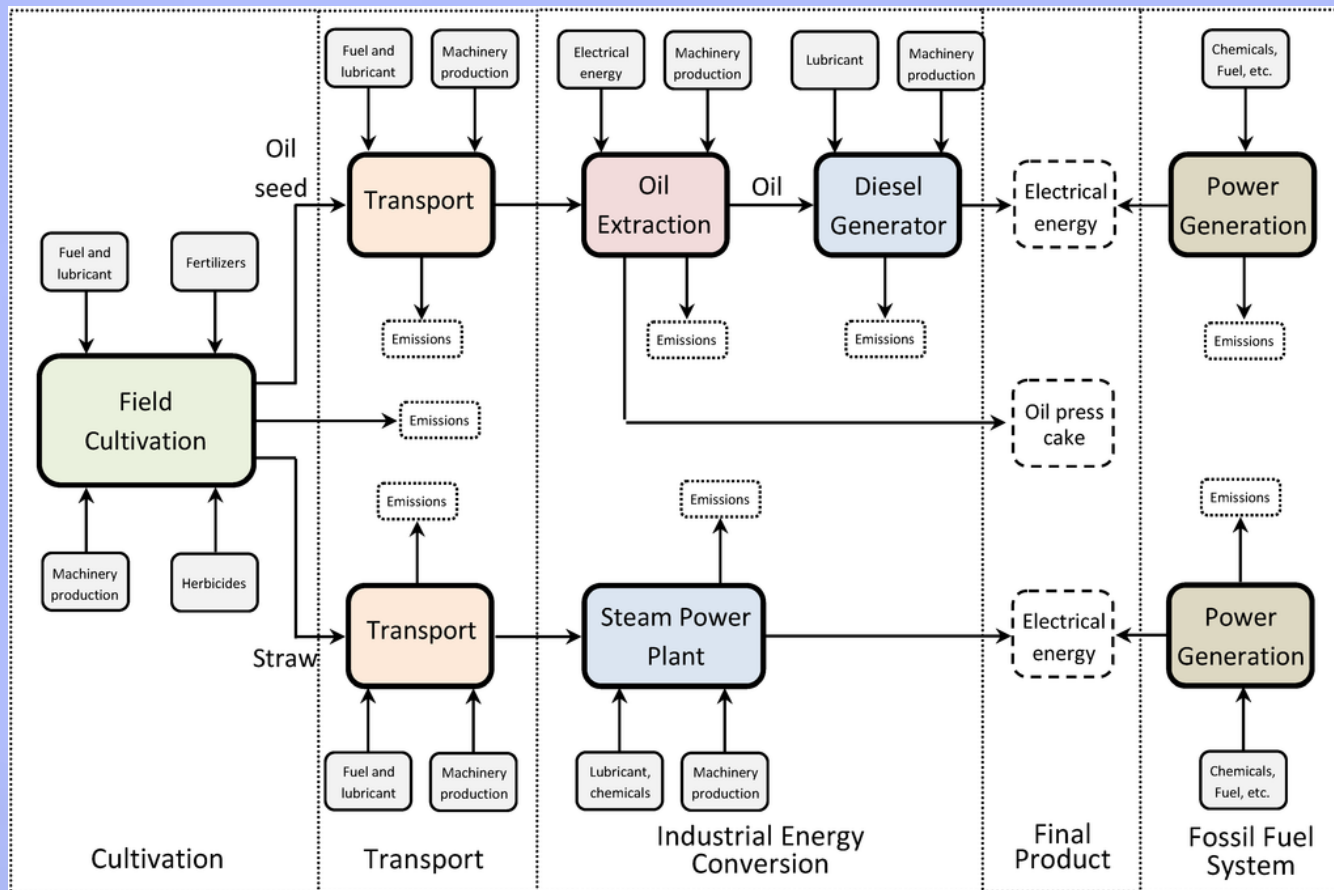 Fuel and
lubricant
Machinery
production
Electrical
energy
Machinery
production
Lubricant
Machinery
production
Chemicals,
Fuel, etc.
Oil
seed
Transport
Oil
Extraction
Oil
Diesel
Generator
Electrical
energy
Power
Generation
Fuel and
lubricant
Fertilizers
Emissions
Emissions
Emissions
Emissions
Field
Cultivation
Emissions
Oil press
cake
Emissions
Emissions
Emissions
Machinery
production
Herbicides
Straw
Transport
Steam Power
Plant
Electrical
energy
Power
Generation
Fuel and
lubricant
Machinery
production
Lubricant,
chemicals
Machinery
production
Chemicals,
Fuel, etc.
Cultivation
Transport
Industrial Energy
Conversion
Final
Product
Fossil Fuel
System